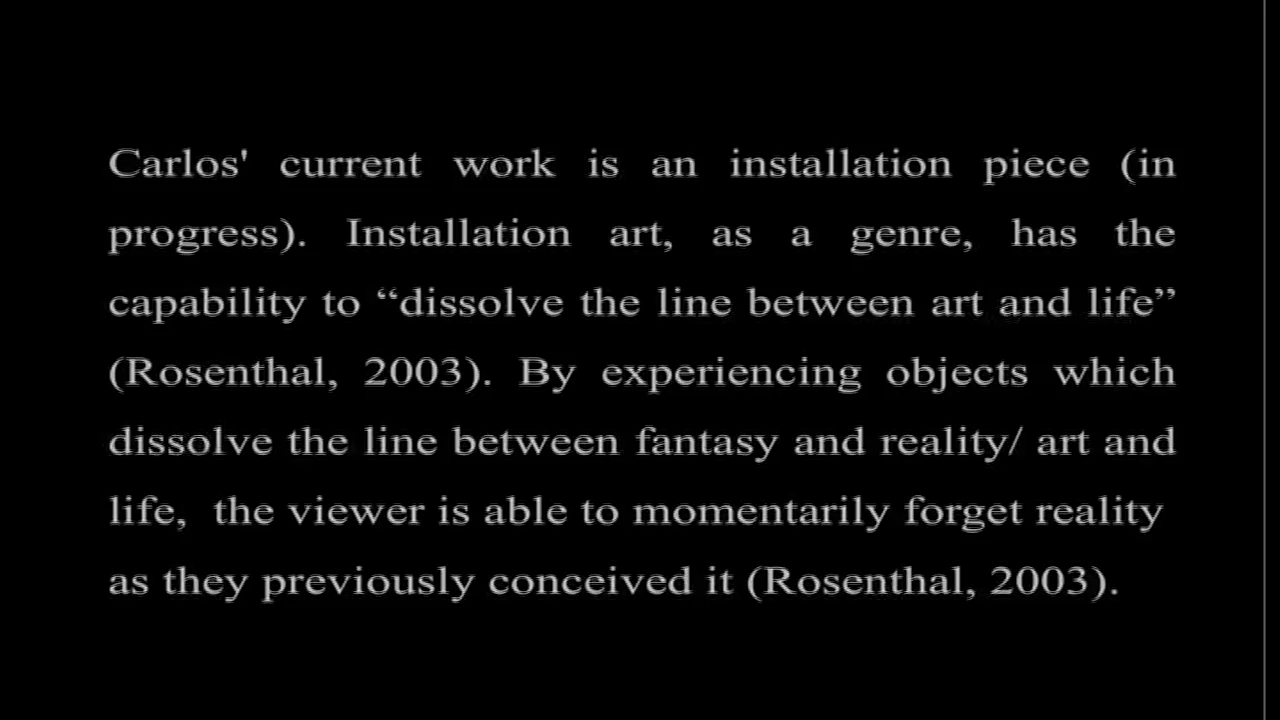 Carlos' current work is an installation piece (in
progress). Installation art, as a genre, has the
capability to “dissolve the line between art and life”
(Rosenthal, 2003). By experiencing objects which
dissolve the line between fantasy and reality/ art and
life, the viewer is able to momentarily forget reality
as they previously conceived it (Rosenthal, 2003).